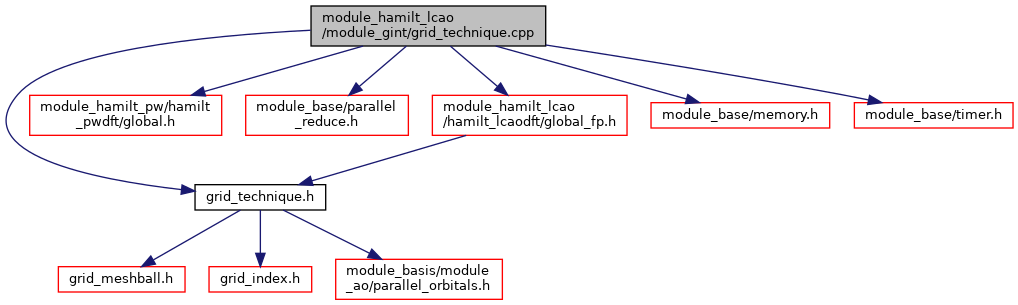 module_hamilt_lcao
/module_gint/grid_technique.cpp
module_hamilt_pw/hamilt
_pwdft/global.h
module_base/parallel
_reduce.h
module_hamilt_lcao
/hamilt_lcaodft/global_fp.h
module_base/memory.h
module_base/timer.h
grid_technique.h
grid_meshball.h
grid_index.h
module_basis/module
_ao/parallel_orbitals.h